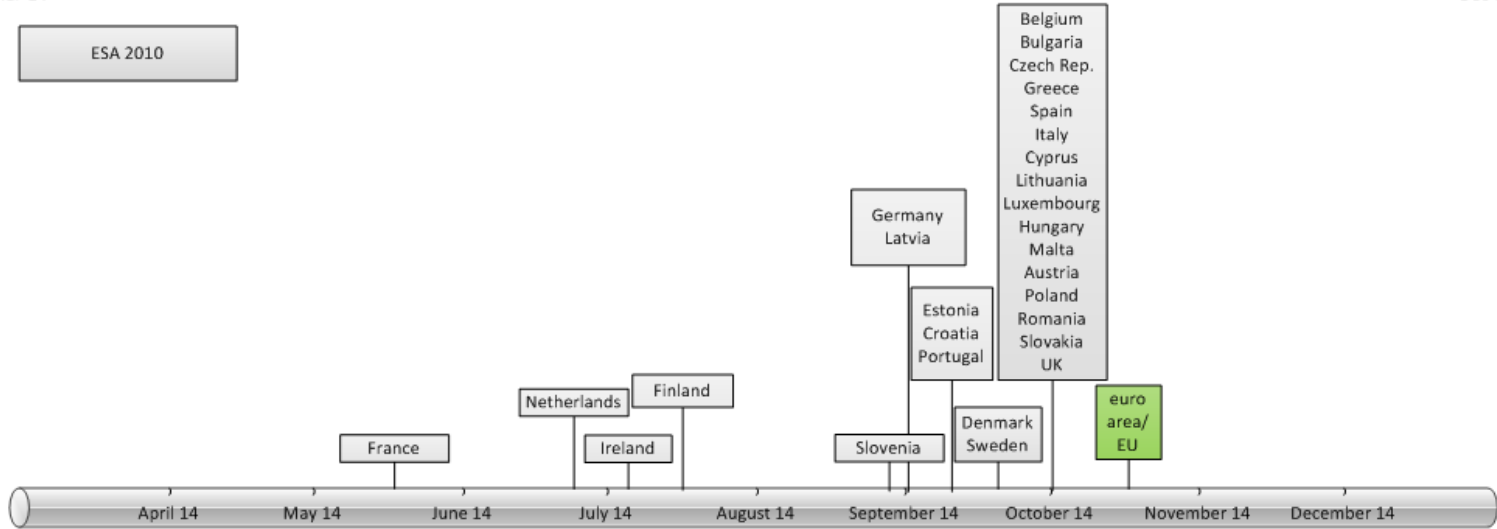 ESA 2010
Belgium
Bulgaria
Czech Rep.
Greece
Spain
Italy
Cyprus
Lithuania
Luxembourg
Hungary
Malta
Austria
Poland
Romania
Slovakia
UK
Germany
Latvia
Estonia
Croatia
Portugal
Finland
Netherlands
euro
area/
EU
Denmark
Sweden
France
Ireland
Slovenia
April 14
May 14
June 14
July 14
August 14
September 14
October 14
November 14
December 14